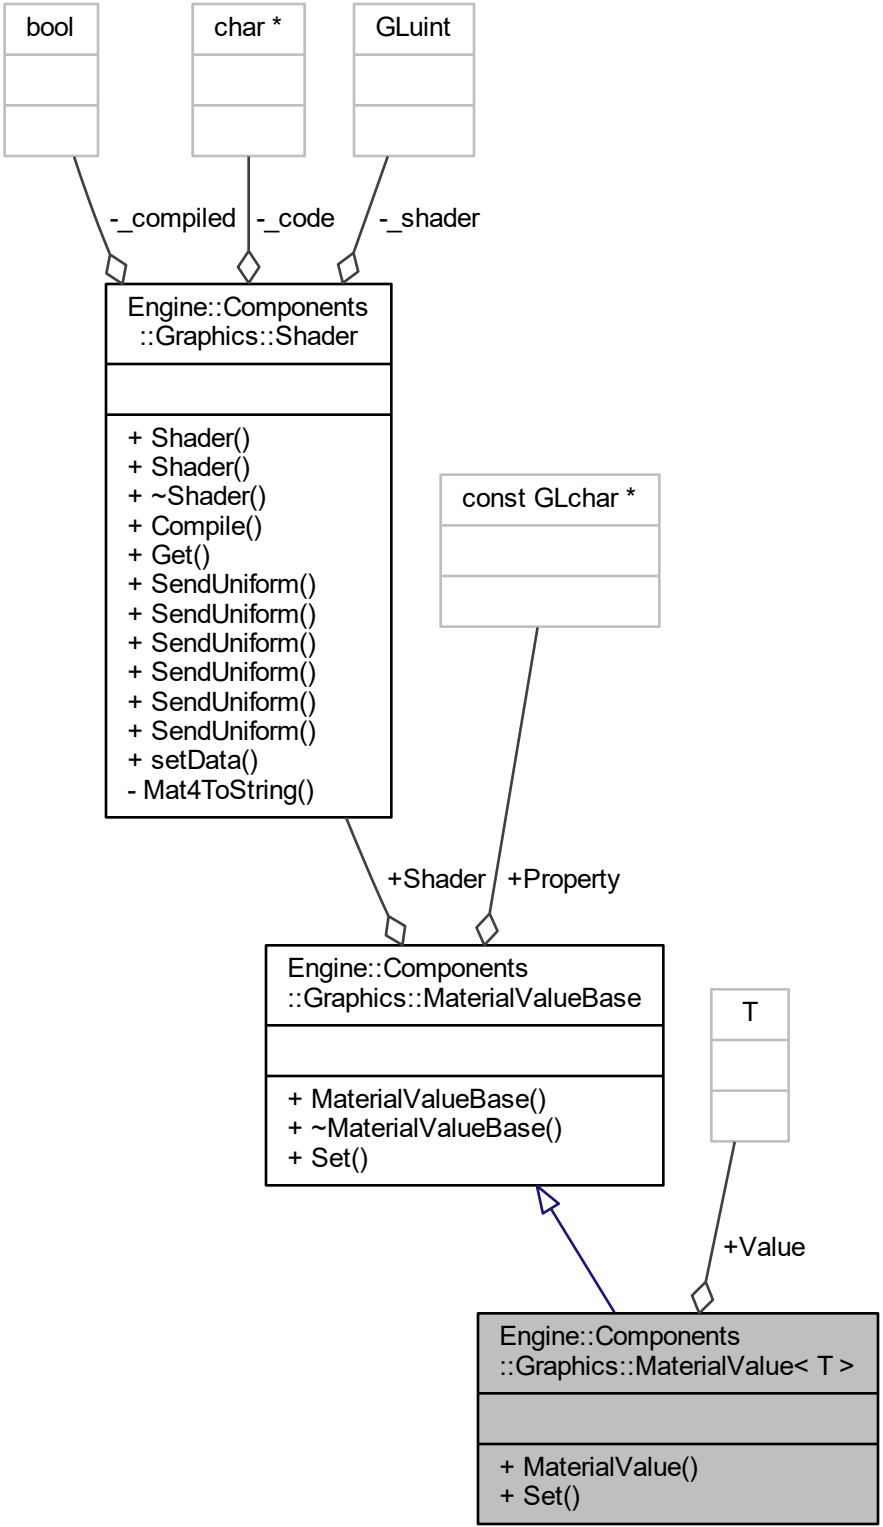 bool
char *
GLuint
-_compiled
-_code
-_shader
Engine::Components
::Graphics::Shader
+ Shader()
+ Shader()
+ ~Shader()
+ Compile()
+ Get()
+ SendUniform()
+ SendUniform()
+ SendUniform()
+ SendUniform()
+ SendUniform()
+ SendUniform()
+ setData()
- Mat4ToString()
const GLchar *
+Shader
+Property
Engine::Components
::Graphics::MaterialValueBase
+ MaterialValueBase()
+ ~MaterialValueBase()
+ Set()
T
+Value
Engine::Components
::Graphics::MaterialValue< T >
+ MaterialValue()
+ Set()